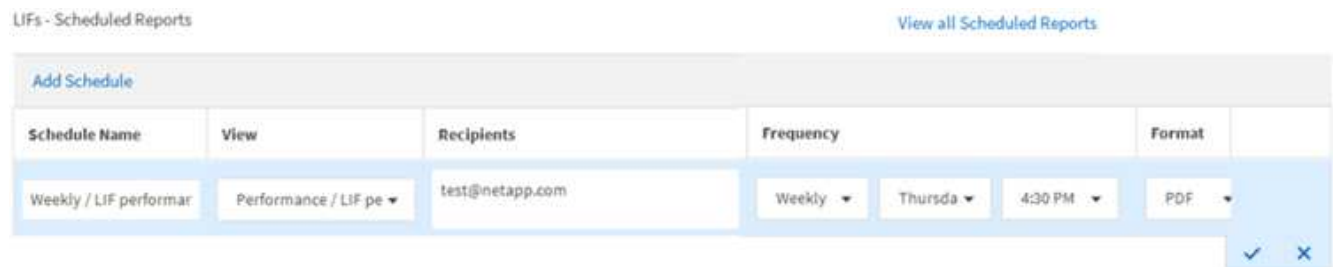 LIFs - Scheduled Reports View all Scheduled Reports
Add Schedule
Schedule Name View Recipients Frequency Format
Weekly / LIF performar Performance / LIF pe test@netapp.com Weekly Thursda 4:30 PM PDF